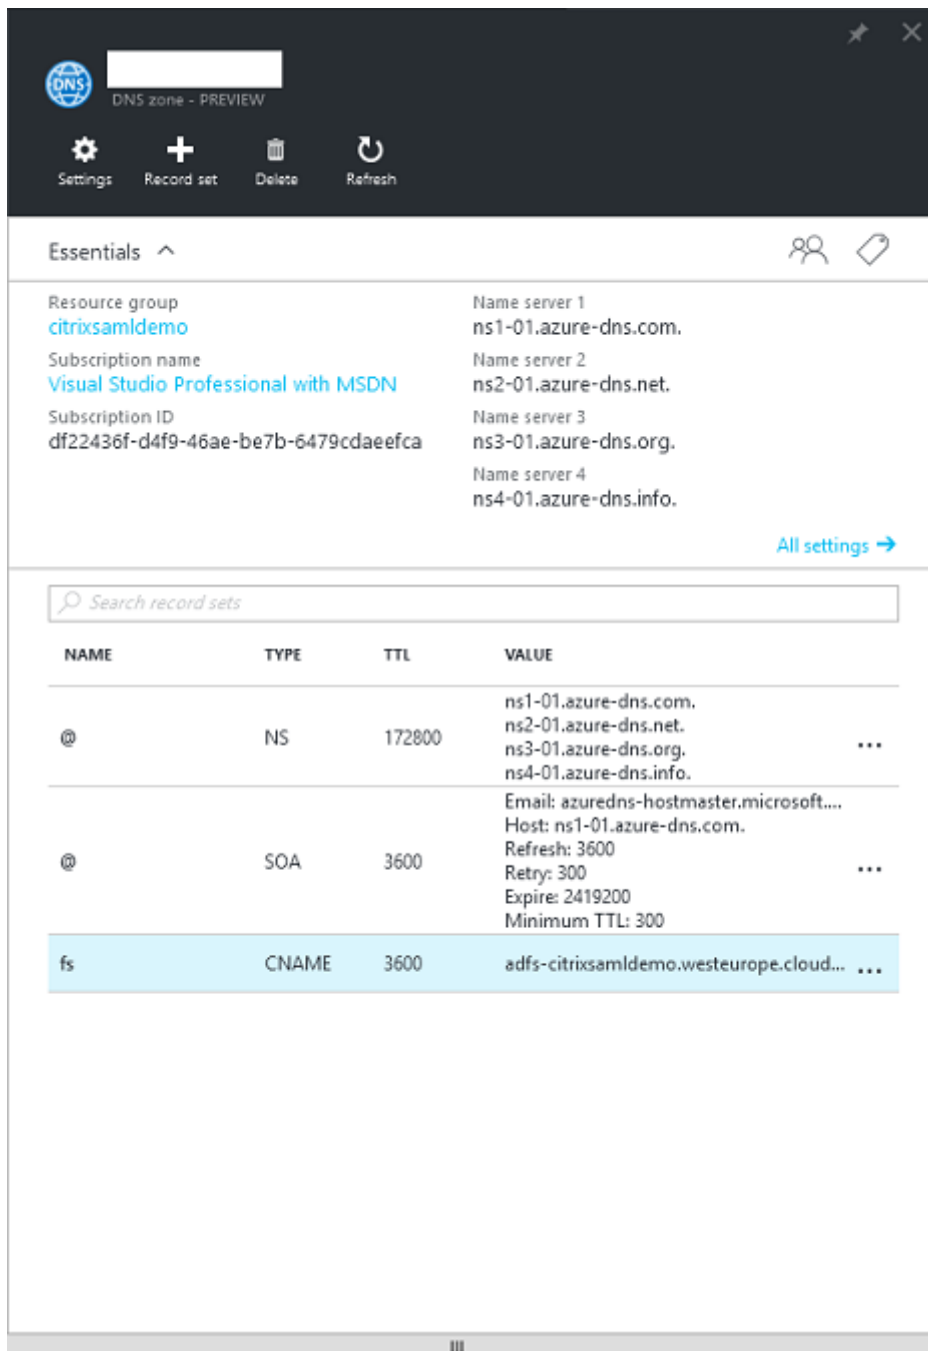 DNS
DNS zone - PREVIEW
Settings Record set Delete Refresh
Essentials
Resource group
citrixsamldemo
Subscription name
Visual Studio Professional with MSDN
Subscription ID
df22436f-d4f9-46ae-be7b-6479cdaeefca
Name server 1
ns1-01.azure-dns.com.
Name server 2
ns2-01.azure-dns.net.
Name server 3
ns3-01.azure-dns.org.
Name server 4
ns4-01.azure-dns.info.
All settings →
Search record sets
NAME TYPE TTL VALUE
@ NS 172800 ns1-01.azure-dns.com.
ns2-01.azure-dns.net.
ns3-01.azure-dns.org.
ns4-01.azure-dns.info.
...
@ SOA 3600 Email: azuredns-hostmaster.microsoft....
Host: ns1-01.azure-dns.com.
Refresh: 3600
Retry: 300
Expire: 2419200
Minimum TTL: 300
...
fs CNAME 3600 adfs-citrixsamldemo.westeurope.cloud... ...